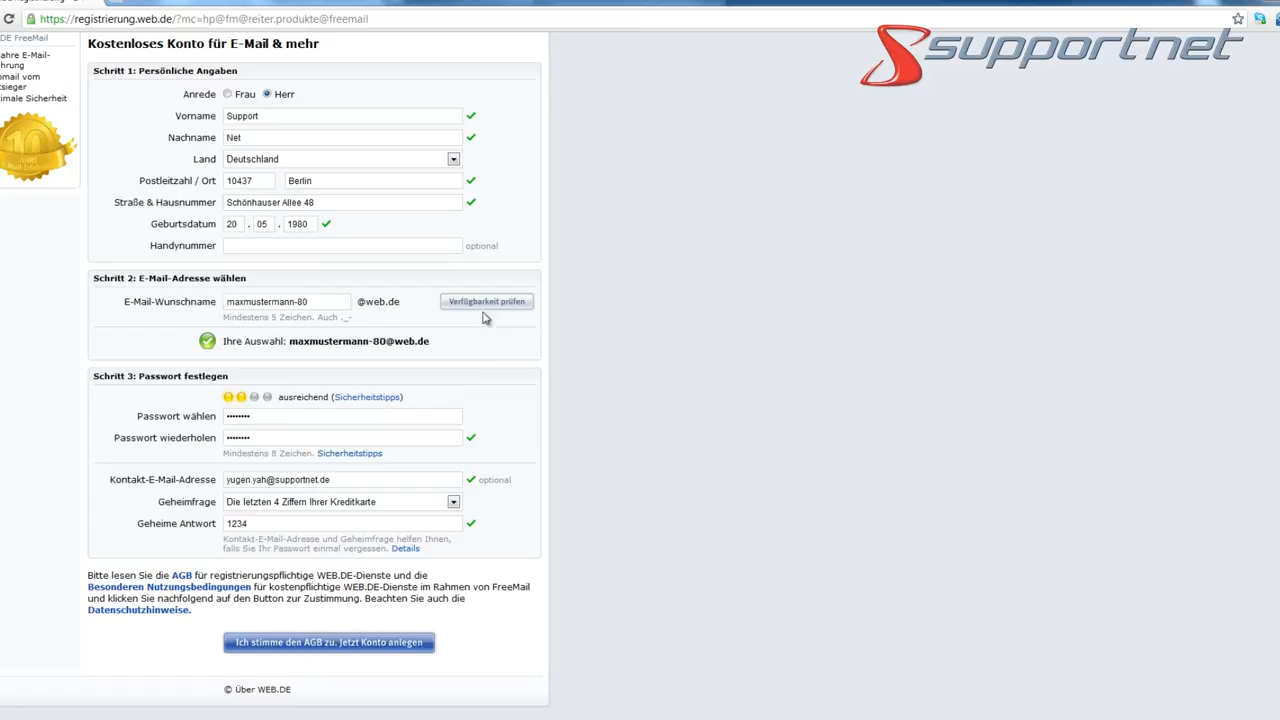 https://registrierung.web.de/?mc=hp@fm@reiter.produkte@freemail
supportnet
DE FreeMail
ahre E-Mail-
hrung
omail vom
tsieger
timale Sicherheit
10
Kostenloses Konto für E-Mail & mehr
Schritt 1: Persönliche Angaben
Anrede Frau Herr
Vorname Support
Nachname Net
Land Deutschland
Postleitzahl / Ort 10437 Berlin
Straße & Hausnummer Schönhauser Allee 48
Geburtsdatum 20 . 05 . 1980
Handynummer optional
Schritt 2: E-Mail-Adresse wählen
E-Mail-Wunschname maxmustermann-80 @web.de Verfügbarkeit prüfen
Mindestens 5 Zeichen. Auch ._-
Ihre Auswahl: maxmustermann-80@web.de
Schritt 3: Passwort festlegen
ausreichend (Sicherheitstipps)
Passwort wählen ••••••••
Passwort wiederholen ••••••••
Mindestens 8 Zeichen. Sicherheitstipps
Kontakt-E-Mail-Adresse yugen.yah@supportnet.de optional
Geheimfrage Die letzten 4 Ziffern Ihrer Kreditkarte
Geheime Antwort 1234
Kontakt-E-Mail-Adresse und Geheimfrage helfen Ihnen,
falls Sie Ihr Passwort einmal vergessen. Details
Bitte lesen Sie die AGB für registrierungspflichtige WEB.DE-Dienste und die
Besonderen Nutzungsbedingungen für kostenpflichtige WEB.DE-Dienste im Rahmen von FreeMail
und klicken Sie nachfolgend auf den Button zur Zustimmung. Beachten Sie auch die
Datenschutzhinweise.
Ich stimme den AGB zu. Jetzt Konto anlegen
© Über WEB.DE